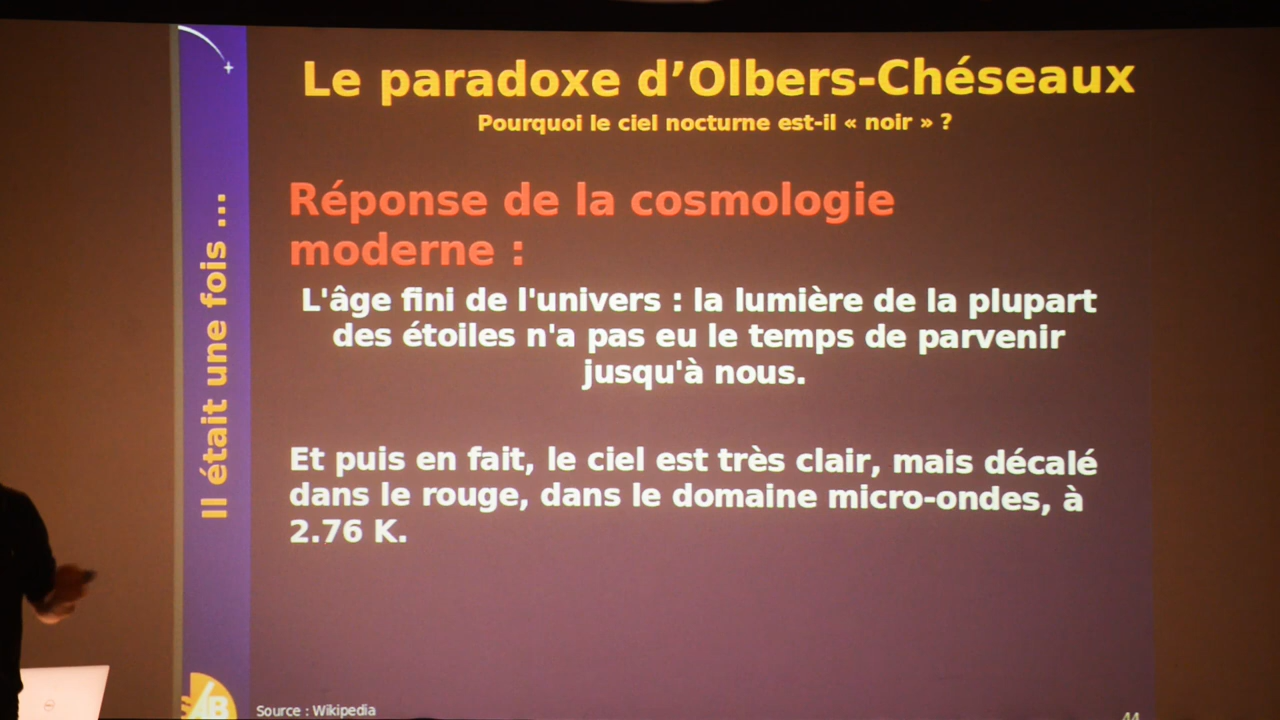 Le paradoxe d’Olbers-Chéseaux
Pourquoi le ciel nocturne est-il « noir » ?
Réponse de la cosmologie
moderne :
L'âge fini de l'univers : la lumière de la plupart
des étoiles n'a pas eu le temps de parvenir
jusqu'à nous.
Et puis en fait, le ciel est très clair, mais décalé
dans le rouge, dans le domaine micro-ondes, à
2.76 K.
Il était une fois ...
Source : Wikipedia
44